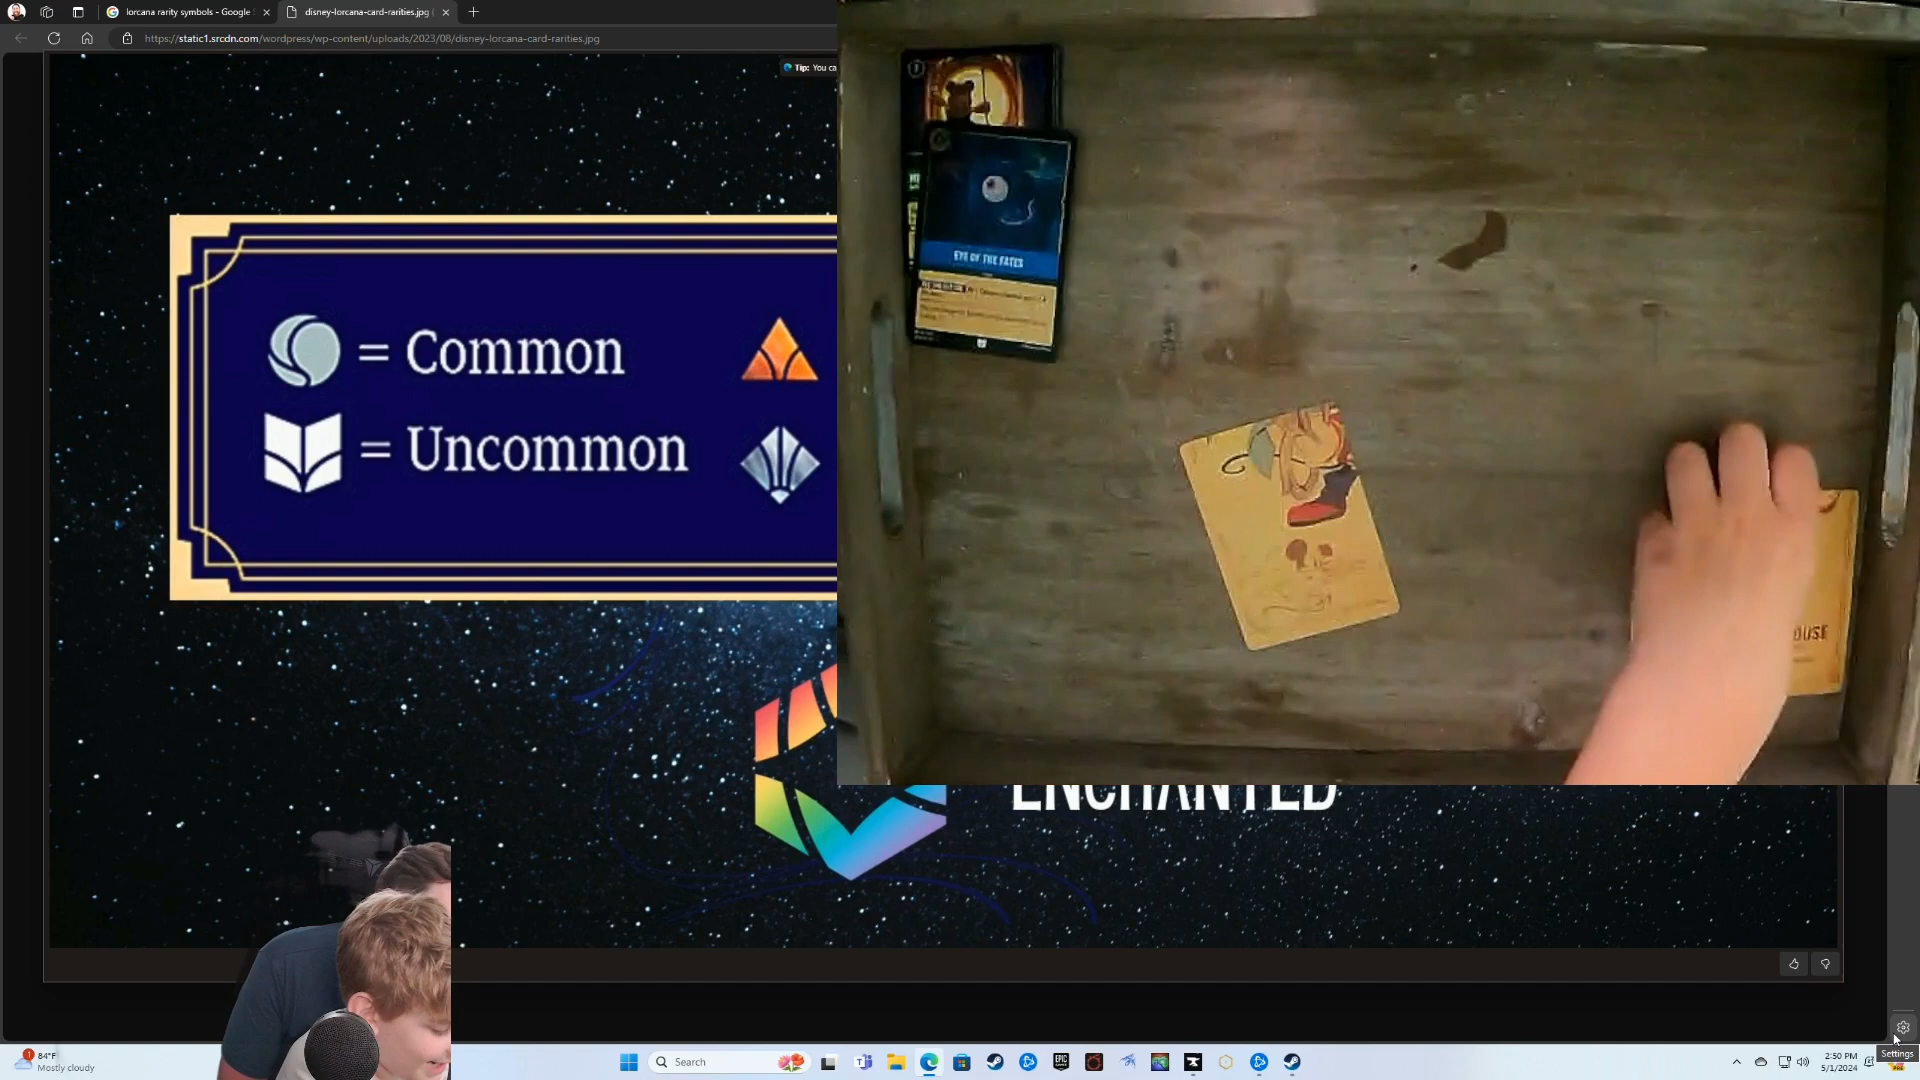 lorcana rarity symbols - Google
disney-lorcana-card-rarities.jpg
https://static1.srcdn.com/wordpress/wp-content/uploads/2023/08/disney-lorcana-card-rarities.jpg
Tip: You ca
= Common
= Uncommon
EYE OF THE FATES
OUSE
ENCHANTED
84°F
Mostly cloudy
Search
2:50 PM
5/1/2024
Settings